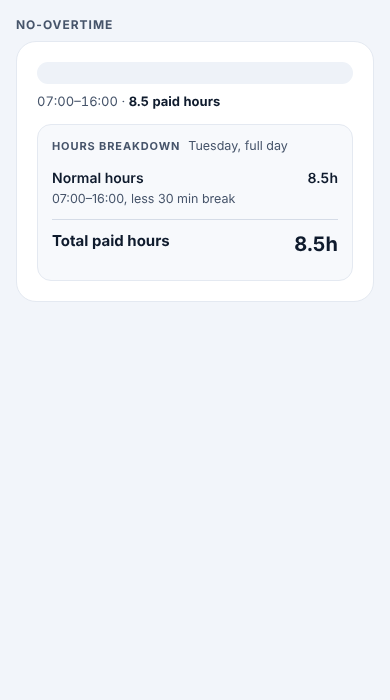 NO-OVERTIME
07:00–16:00 · 8.5 paid hours
HOURS BREAKDOWN Tuesday, full day
Normal hours 8.5h
07:00–16:00, less 30 min break
Total paid hours 8.5h